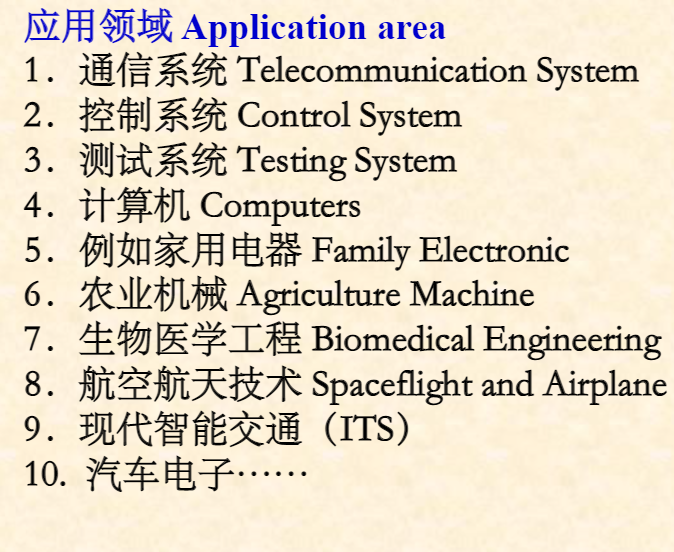 应用领域 Application area
1．通信系统 Telecommunication System
2．控制系统 Control System
3．测试系统 Testing System
4．计算机 Computers
5．例如家用电器 Family Electronic
6．农业机械 Agriculture Machine
7．生物医学工程 Biomedical Engineering
8．航空航天技术 Spaceflight and Airplane
9．现代智能交通（ITS）
10. 汽车电子……